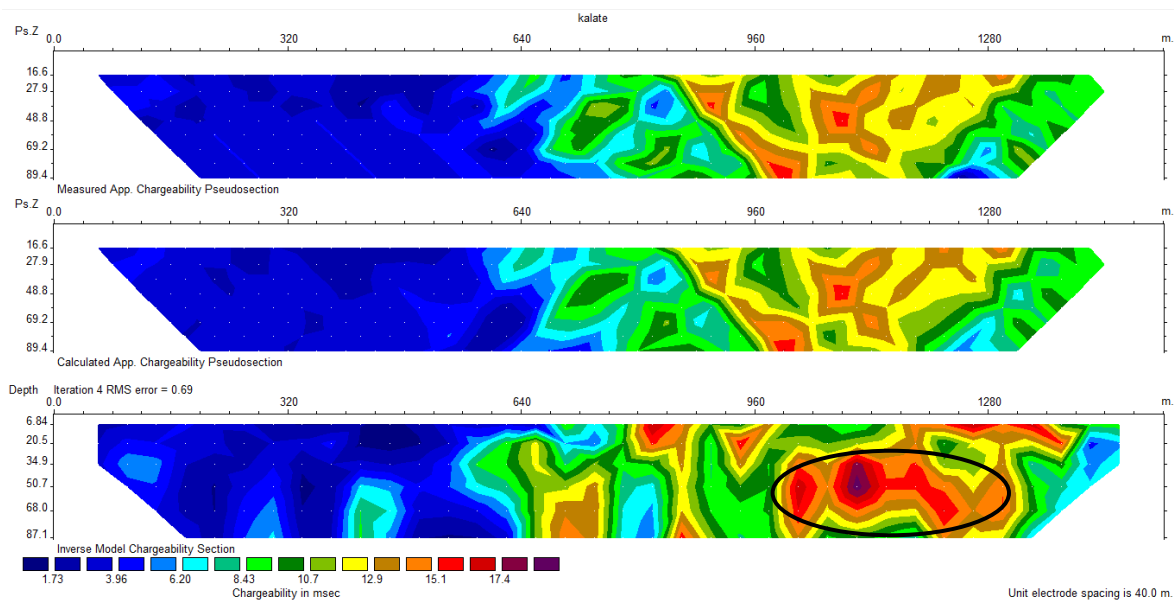 kalate
Ps.Z 0.0 320 640 960 1280 m.
16.6
27.9
48.8
69.2
89.4
Measured App. Chargeability Pseudosection
Ps.Z 0.0 320 640 960 1280 m.
16.6
27.9
48.8
69.2
89.4
Calculated App. Chargeability Pseudosection
Depth Iteration 4 RMS error = 0.69
0.0 320 640 960 1280 m.
6.84
20.5
34.9
50.7
68.0
87.1
Inverse Model Chargeability Section
1.73 3.96 6.20 8.43 10.7 12.9 15.1 17.4
Chargeability in msec Unit electrode spacing is 40.0 m.